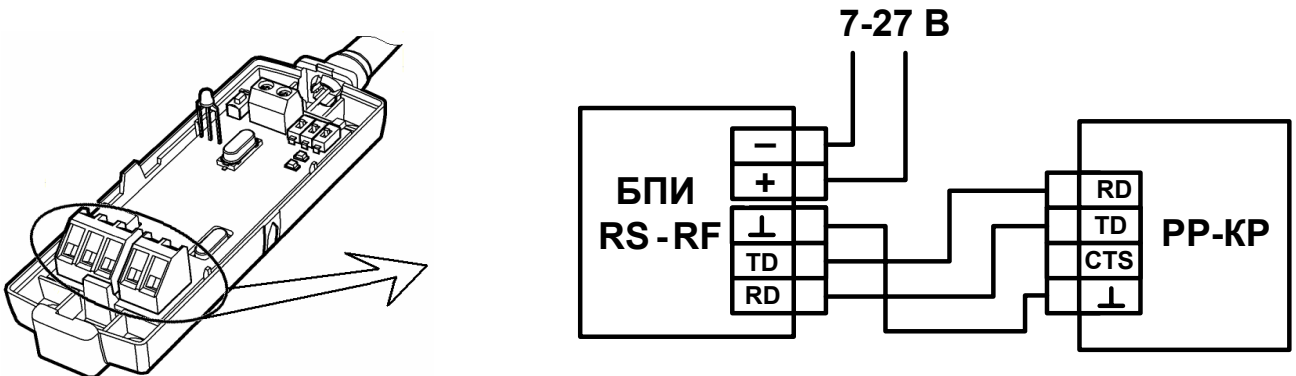 7-27 В
–
+
БПИ
RS-RF
⊥
TD
RD
RD
TD
CTS
⊥
РР-КР